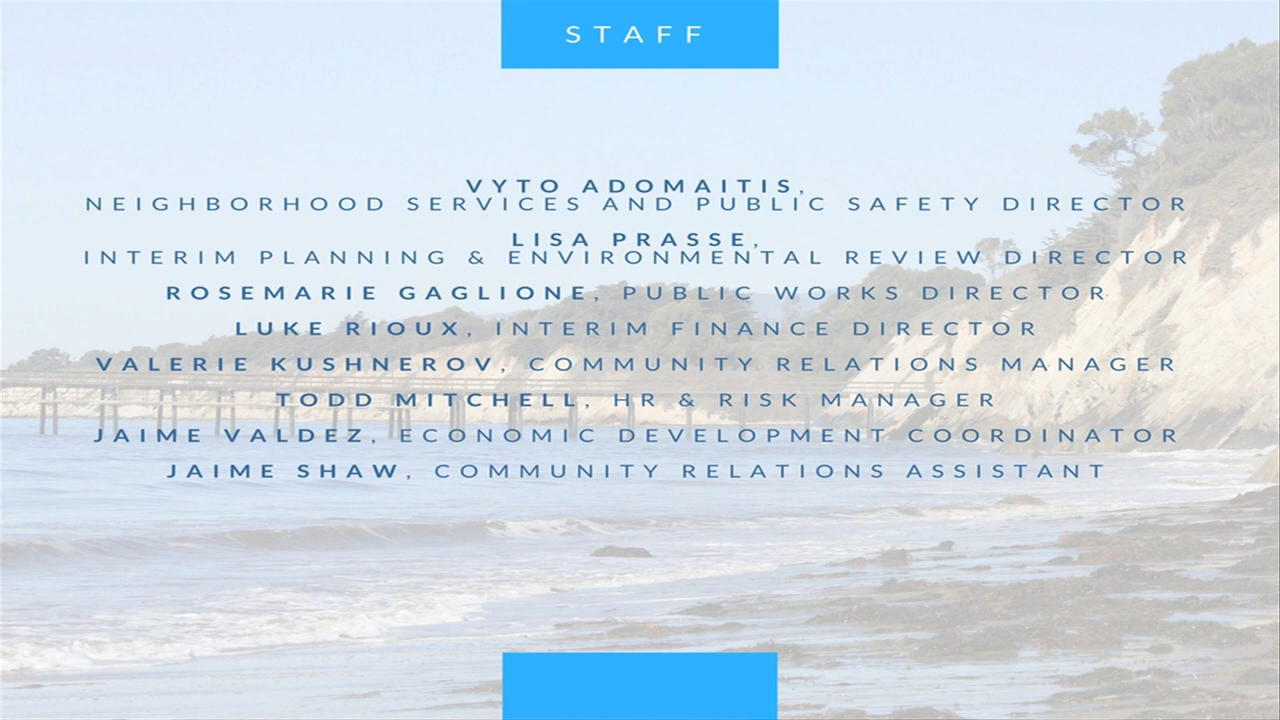 STAFF
VYTO ADOMAITIS,
NEIGHBORHOOD SERVICES AND PUBLIC SAFETY DIRECTOR
LISA PRASSE,
INTERIM PLANNING & ENVIRONMENTAL REVIEW DIRECTOR
ROSEMARIE GAGLIONE, PUBLIC WORKS DIRECTOR
LUKE RIOUX, INTERIM FINANCE DIRECTOR
VALERIE KUSHNEROV, COMMUNITY RELATIONS MANAGER
TODD MITCHELL, HR & RISK MANAGER
JAIME VALDEZ, ECONOMIC DEVELOPMENT COORDINATOR
JAIME SHAW, COMMUNITY RELATIONS ASSISTANT